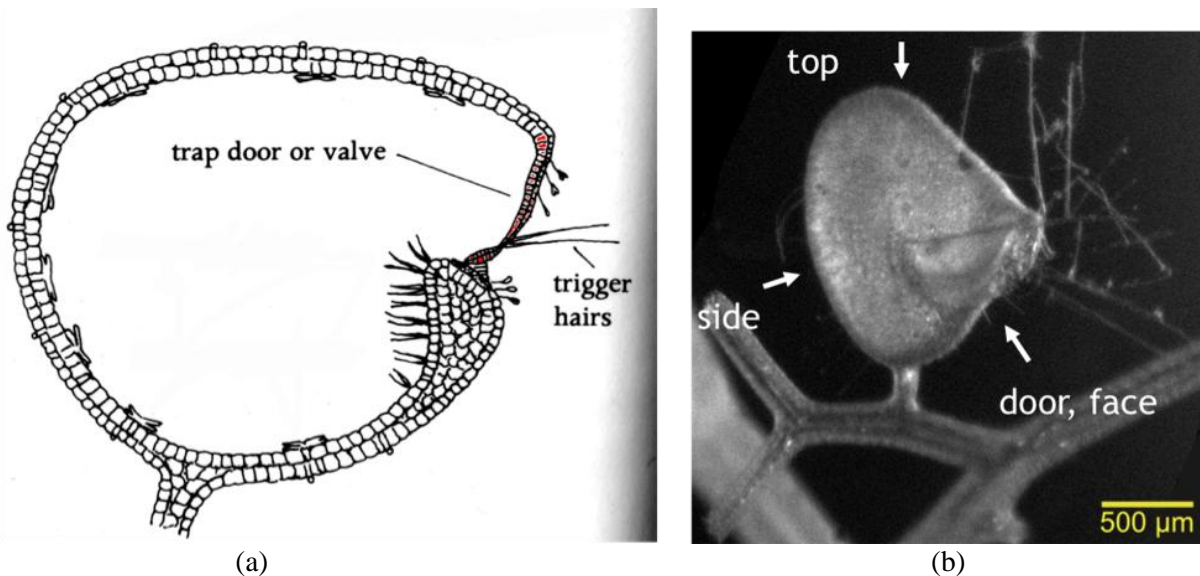 trap door or valve
trigger
hairs
(a)
top
side
door, face
500 µm
(b)